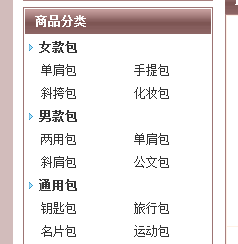 商品分类
女款包
单肩包 手提包
斜挎包 化妆包
男款包
两用包 单肩包
斜肩包 公文包
通用包
钥匙包 旅行包
名片包 运动包